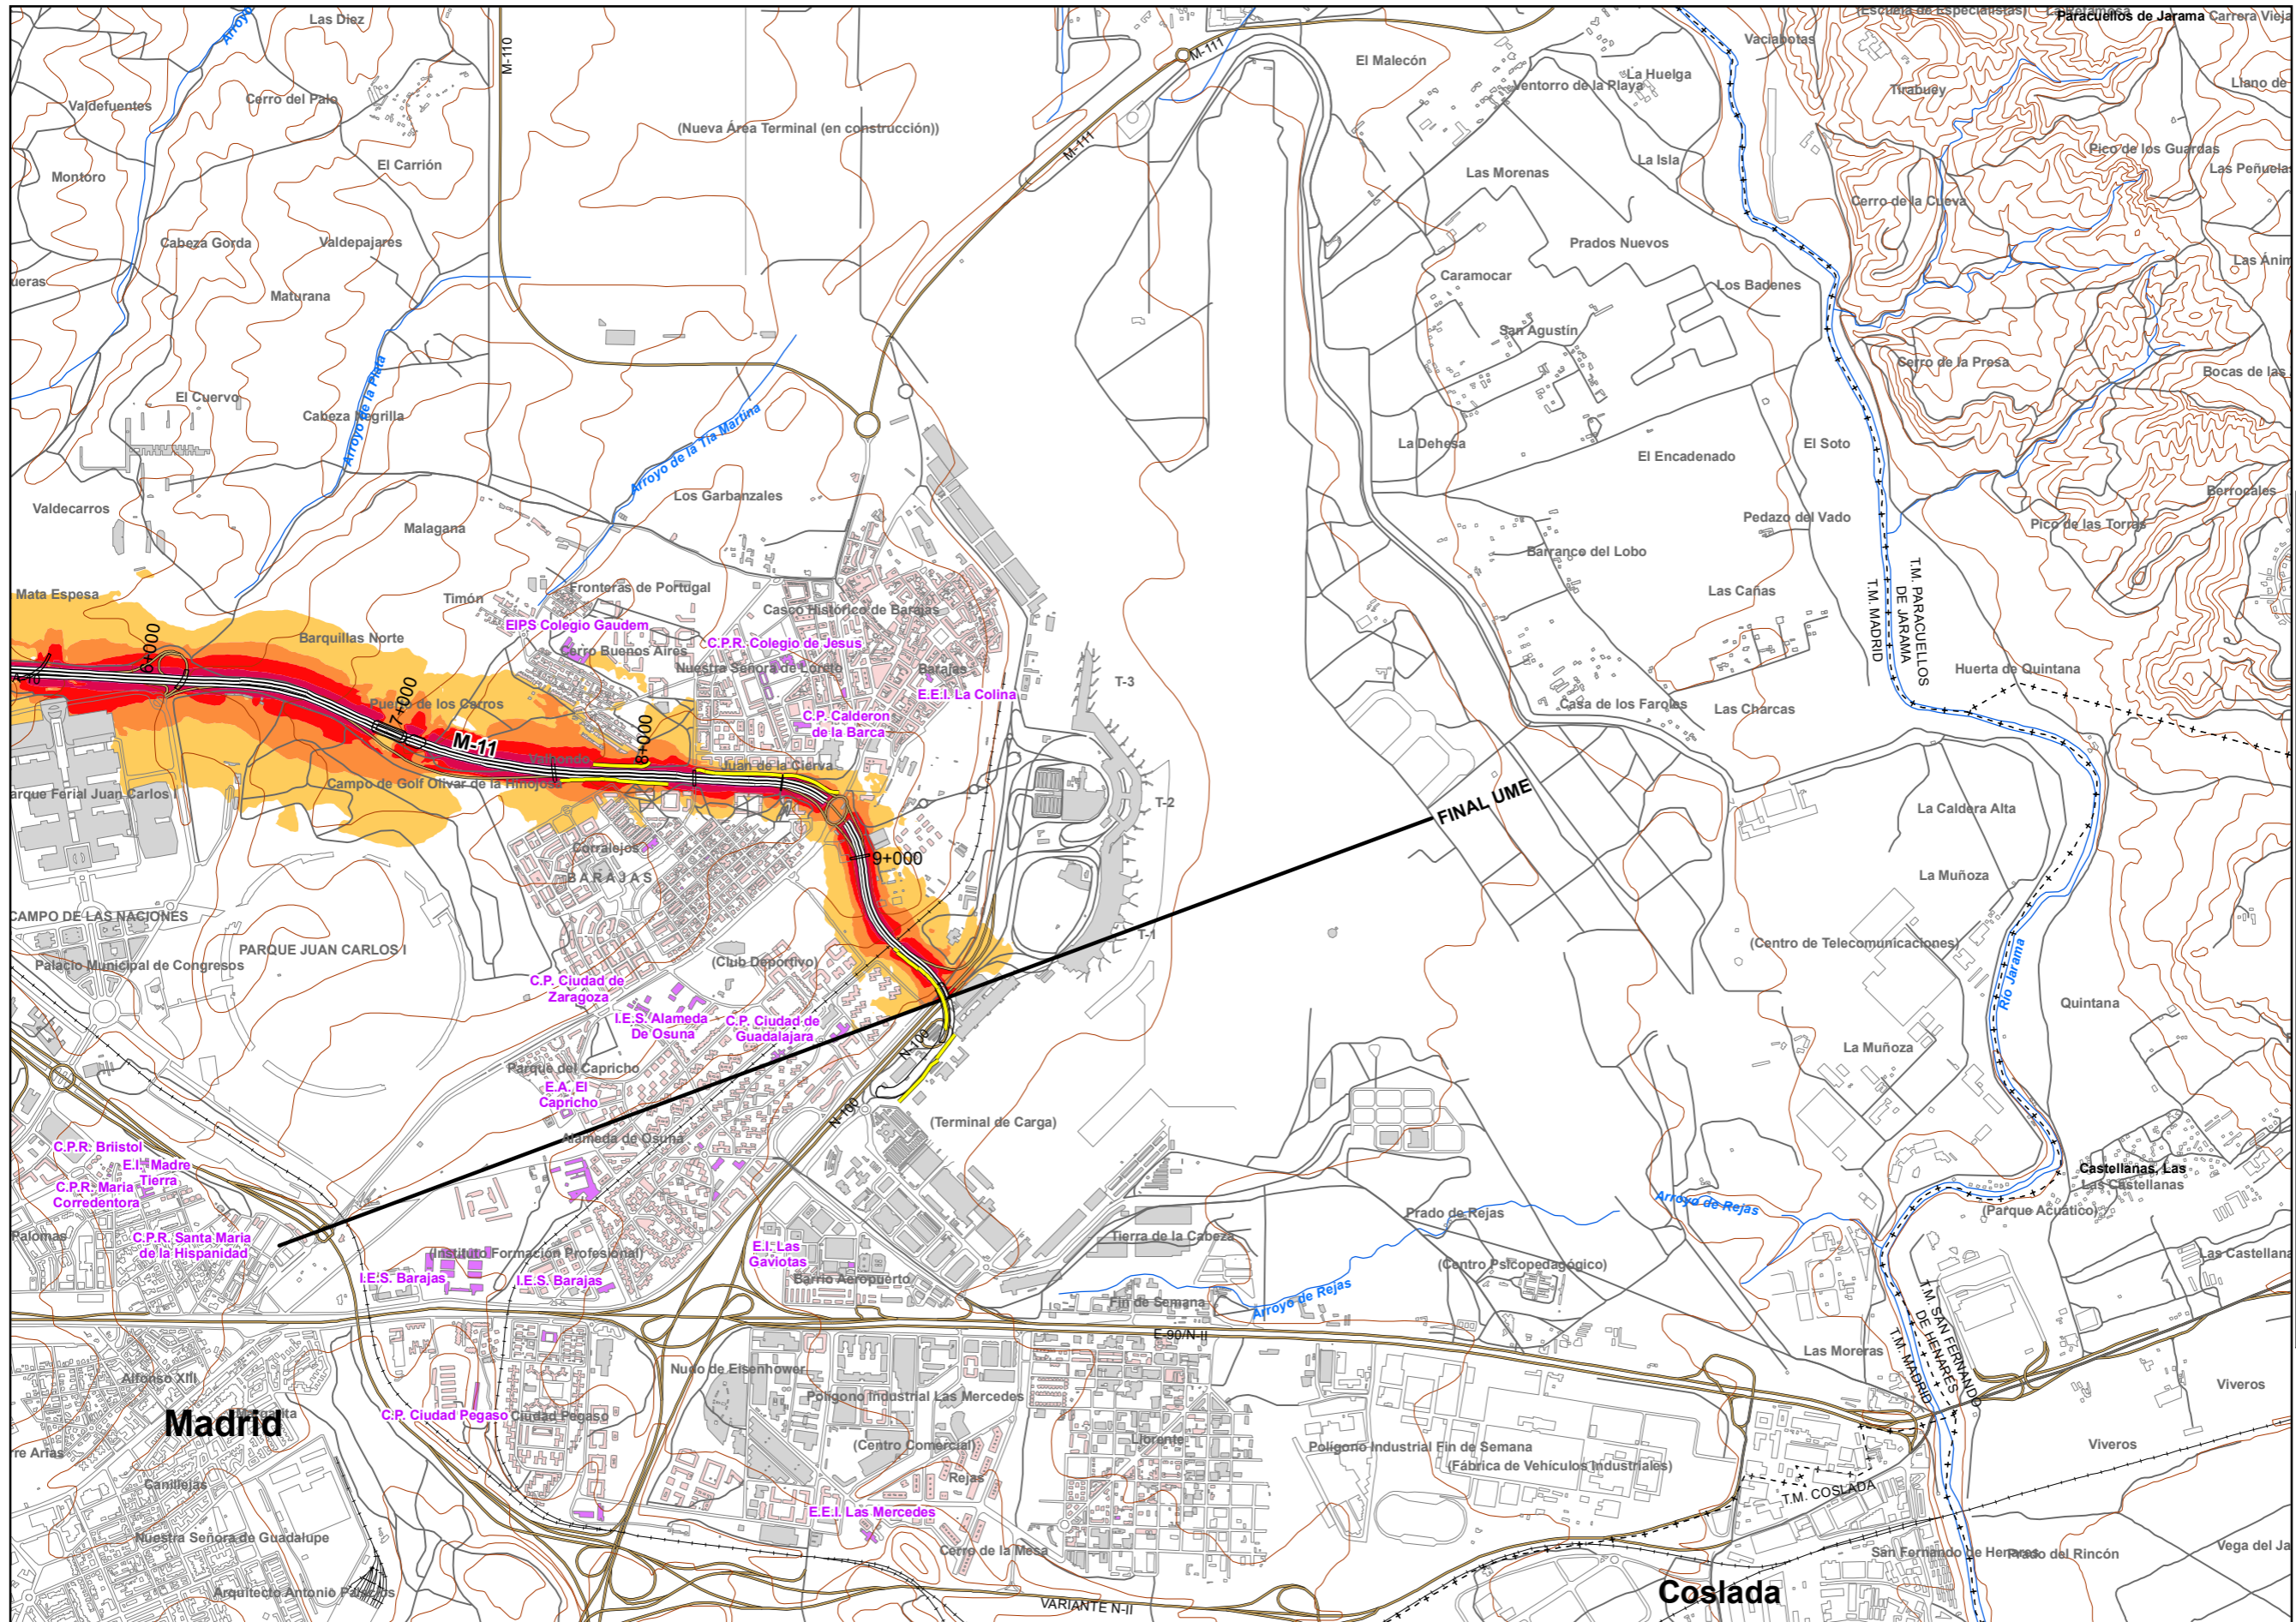 Las Diez
Arroyo
M-110
M-111
El Malecón
(Escuela de Especialistas)
La Retamosa
Paracuellos de Jarama
Carrera Vieja
Vaciabotas
La Huelga
Ventorro de la Playa
Tirabuey
Llano de
Valdefuentes
Cerro del Palo
(Nueva Área Terminal (en construcción))
M-111
El Carrión
Montoro
Las Morenas
La Isla
Pico de los Guardas
Las Peñuelas
Cerro de la Cueva
Cabeza Gorda
Valdepajares
Prados Nuevos
Las Ánim
ueras
Maturana
Caramocar
Los Badenes
San Agustín
Cerro de la Presa
Bocas de las
Arroyo de la Plata
El Cuervo
Cabeza Negrilla
Arroyo de la Tía Martina
La Dehesa
El Soto
El Encadenado
Los Garbanzales
Berrocales
Valdecarros
Malagana
Pedazo del Vado
Pico de las Torras
Barranco del Lobo
T.M. PARACUELLOS
DE JARAMA
T.M. MADRID
Mata Espesa
Timón
Fronteras de Portugal
Las Cañas
Casco Histórico de Barajas
EIPS Colegio Gaudem
Barquillas Norte
6+000
C.P.R. Colegio de Jesus
Cerro Buenos Aires
Nuestra Señora de Loreto
Barajas
Huerta de Quintana
T-3
E.E.I. La Colina
7+000
Puerto de los Carros
Casa de los Faroles
Las Charcas
C.P. Calderon
de la Barca
M-11
8+000
Valhondo
Juan de la Cierva
Campo de Golf Olivar de la Hinojosa
arque Ferial Juan Carlos I
FINAL UME
T-2
La Caldera Alta
Corralejos
9+000
BARAJAS
La Muñoza
CAMPO DE LAS NACIONES
PARQUE JUAN CARLOS I
T-1
(Centro de Telecomunicaciones)
Palacio Municipal de Congresos
(Club Deportivo)
Río Jarama
C.P. Ciudad de
Zaragoza
Quintana
I.E.S. Alameda
De Osuna
C.P. Ciudad de
Guadalajara
N-100
La Muñoza
Parque del Capricho
E.A. El
Capricho
N-100
(Terminal de Carga)
Alameda de Osuna
C.P.R. Briistol
E.I. Madre
Tierra
C.P.R. Maria
Corredentora
Castellanas, Las
Las Castellanas
Arroyo de Rejas
(Parque Acuático)
Prado de Rejas
Palomas
C.P.R. Santa Maria
de la Hispanidad
Tierra de la Cabeza
(Instituto Formación Profesional)
E.I. Las
Gaviotas
Las Castellana
I.E.S. Barajas
I.E.S. Barajas
Barrio Aeropuerto
(Centro Psicopedagógico)
Fin de Semana
Arroyo de Rejas
T.M. SAN FERNANDO
DE HENARES
T.M. MADRID
E-90/N-II
Las Moreras
Nudo de Eisenhower
Alfonso XIII
Polígono Industrial Las Mercedes
Viveros
Madrid
C.P. Ciudad Pegaso
Ciudad Pegaso
re Arias
(Centro Comercial)
Llorente
Polígono Industrial Fin de Semana
Viveros
(Fábrica de Vehículos Industriales)
Canillejas
Rejas
T.M. COSLADA
E.E.I. Las Mercedes
Nuestra Señora de Guadalupe
Cerro de la Mesa
San Fernando de Henares
Prado del Rincón
Vega del Ja
Arquitecto Antonio Palacios
VARIANTE N-II
Coslada